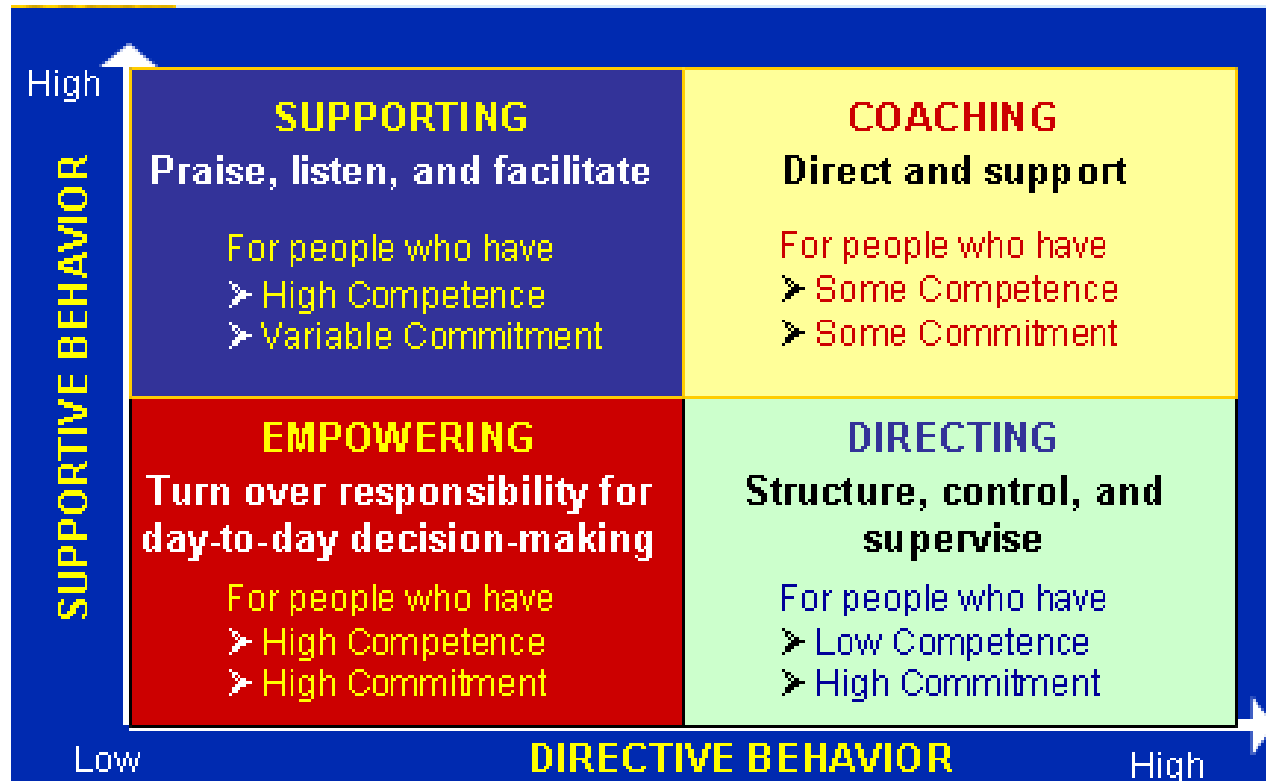 High
SUPPORTIVE BEHAVIOR
SUPPORTING
Praise, listen, and facilitate
For people who have
➢ High Competence
➢ Variable Commitment
COACHING
Direct and support
For people who have
➢ Some Competence
➢ Some Commitment
EMPOWERING
Turn over responsibility for
day-to-day decision-making
For people who have
➢ High Competence
➢ High Commitment
DIRECTING
Structure, control, and
supervise
For people who have
➢ Low Competence
➢ High Commitment
Low
DIRECTIVE BEHAVIOR
High